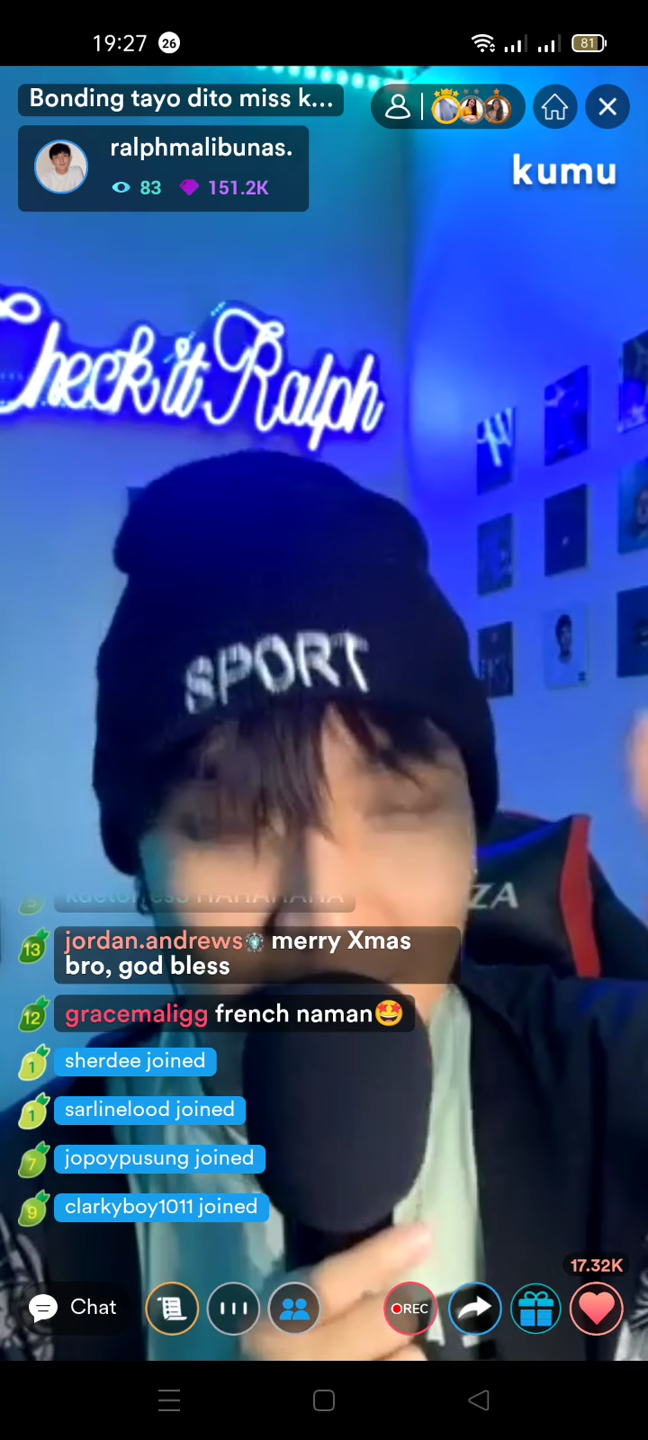 19:27 26
81
Bonding tayo dito miss k...
ralphmalibunas.
83 151.2K
kumu
Check it Ralph
SPORT
ZA
HAHAHAHA
13 jordan.andrews merry Xmas
bro, god bless
12 gracemaligg french naman🤩
1 sherdee joined
1 sarlinelood joined
7 jopoypusung joined
9 clarkyboy1011 joined
17.32K
Chat
REC